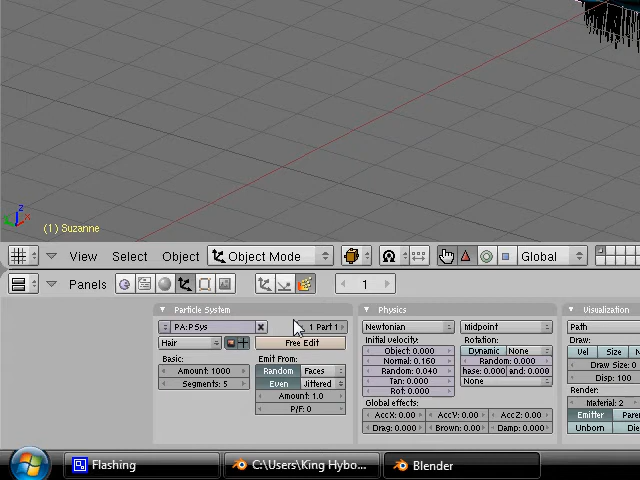 z
x
(1) Suzanne
View Select Object Object Mode Global
Panels 1
Particle System Physics Visualization
PA:PSys 1 Part 1 Newtonian Midpoint Path
Hair Free Edit Initial velocity: Rotation: Draw:
Object: 0.000 Dynamic None Vel Size
Basic: Emit From: Normal: 0.160 Random: 0.000 Draw Size: 0
Amount: 1000 Random Faces Random: 0.040 hase: 0.000 and: 0.000 Disp: 100
Segments: 5 Even Jittered Tan: 0.000 None Render:
Amount: 1.0 Rot: 0.000 Material: 2
P/F: 0 Global effects: Emitter Pare
AccX: 0.00 AccY: 0.00 AccZ: 0.00 Unborn Die
Drag: 0.000 Brown: 0.00 Damp: 0.000
Flashing C:\Users\King Hybo... Blender